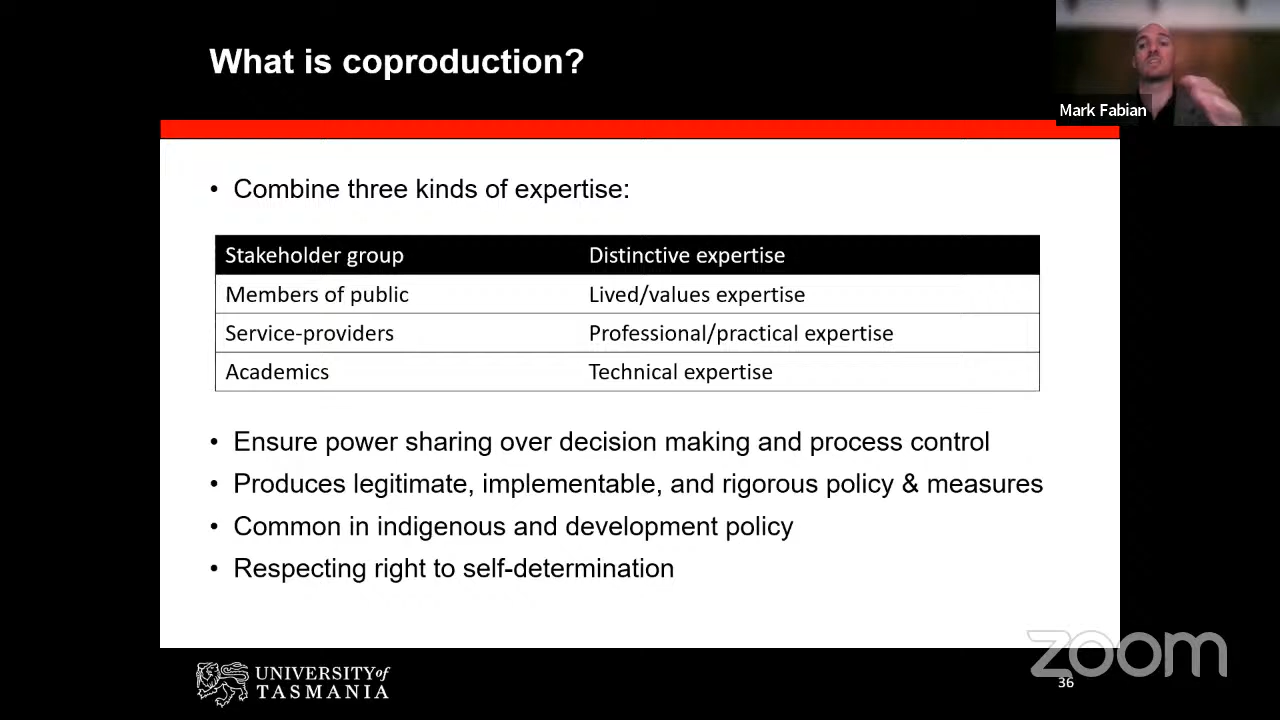 What is coproduction?
Mark Fabian
• Combine three kinds of expertise:
Stakeholder group Distinctive expertise
Members of public Lived/values expertise
Service-providers Professional/practical expertise
Academics Technical expertise
• Ensure power sharing over decision making and process control
• Produces legitimate, implementable, and rigorous policy & measures
• Common in indigenous and development policy
• Respecting right to self-determination
zoom
UNIVERSITY of
TASMANIA
36